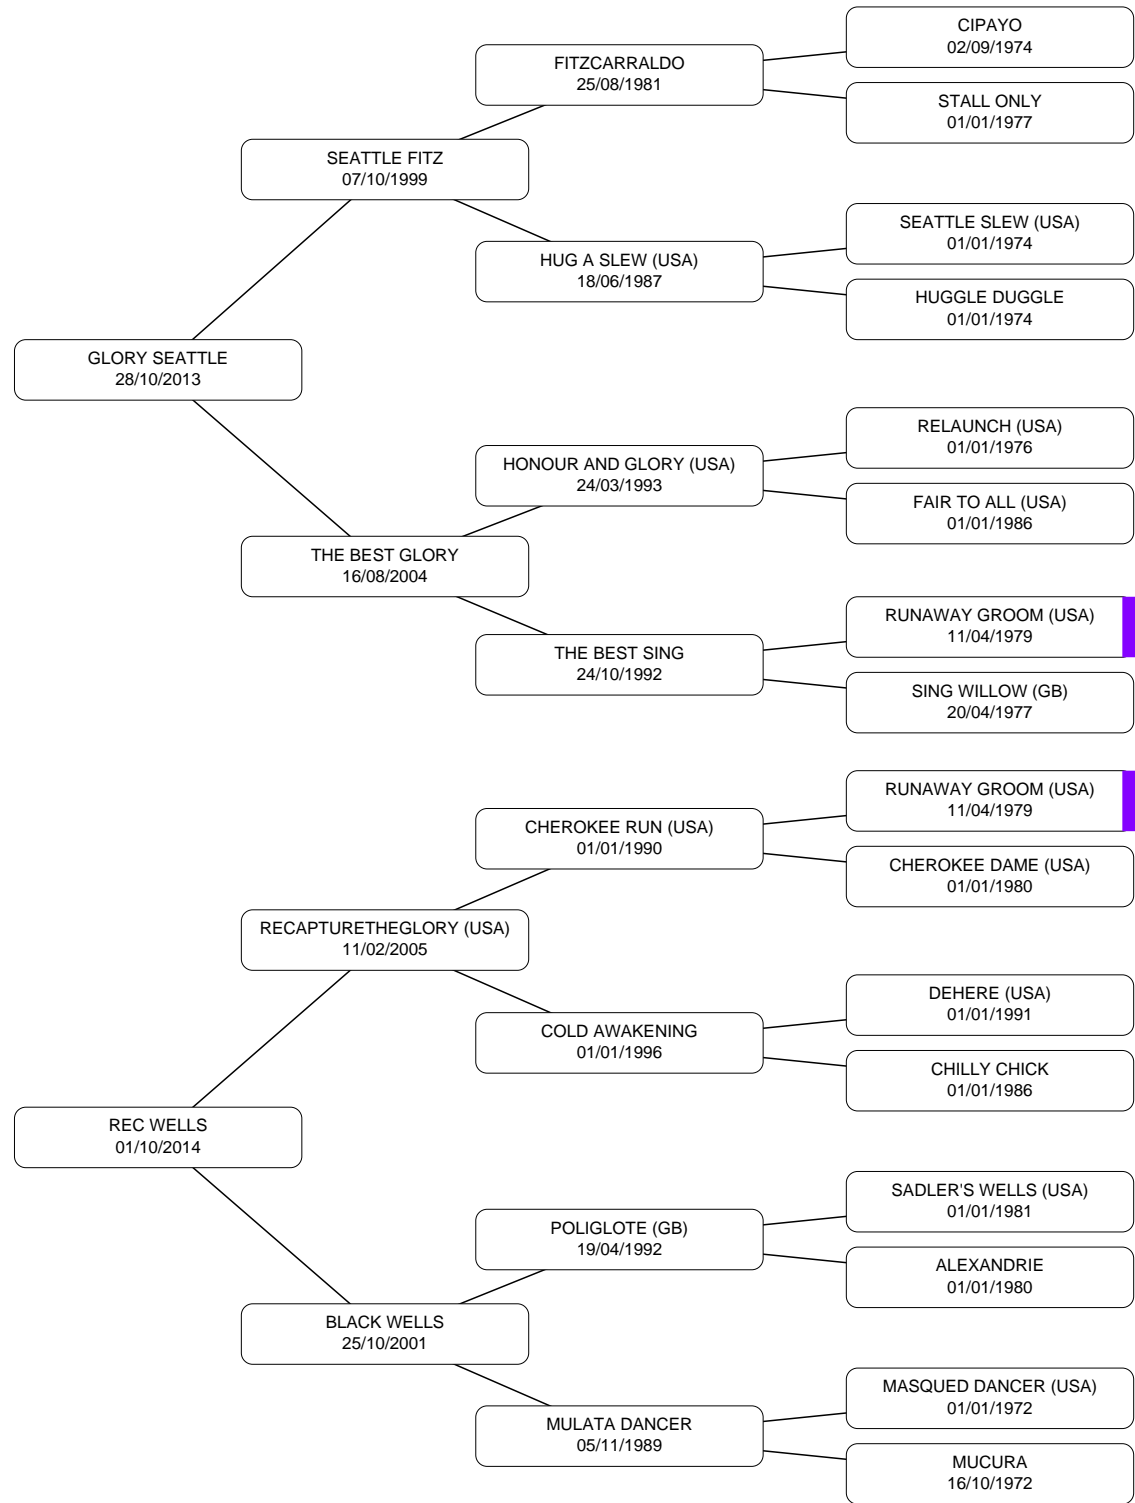 CIPAYO
02/09/1974
FITZCARRALDO
25/08/1981
STALL ONLY
01/01/1977
SEATTLE FITZ
07/10/1999
SEATTLE SLEW (USA)
01/01/1974
HUG A SLEW (USA)
18/06/1987
HUGGLE DUGGLE
01/01/1974
GLORY SEATTLE
28/10/2013
RELAUNCH (USA)
01/01/1976
HONOUR AND GLORY (USA)
24/03/1993
FAIR TO ALL (USA)
01/01/1986
THE BEST GLORY
16/08/2004
RUNAWAY GROOM (USA)
11/04/1979
THE BEST SING
24/10/1992
SING WILLOW (GB)
20/04/1977
RUNAWAY GROOM (USA)
11/04/1979
CHEROKEE RUN (USA)
01/01/1990
CHEROKEE DAME (USA)
01/01/1980
RECAPTURETHEGLORY (USA)
11/02/2005
DEHERE (USA)
01/01/1991
COLD AWAKENING
01/01/1996
CHILLY CHICK
01/01/1986
REC WELLS
01/10/2014
SADLER'S WELLS (USA)
01/01/1981
POLIGLOTE (GB)
19/04/1992
ALEXANDRIE
01/01/1980
BLACK WELLS
25/10/2001
MASQUED DANCER (USA)
01/01/1972
MULATA DANCER
05/11/1989
MUCURA
16/10/1972